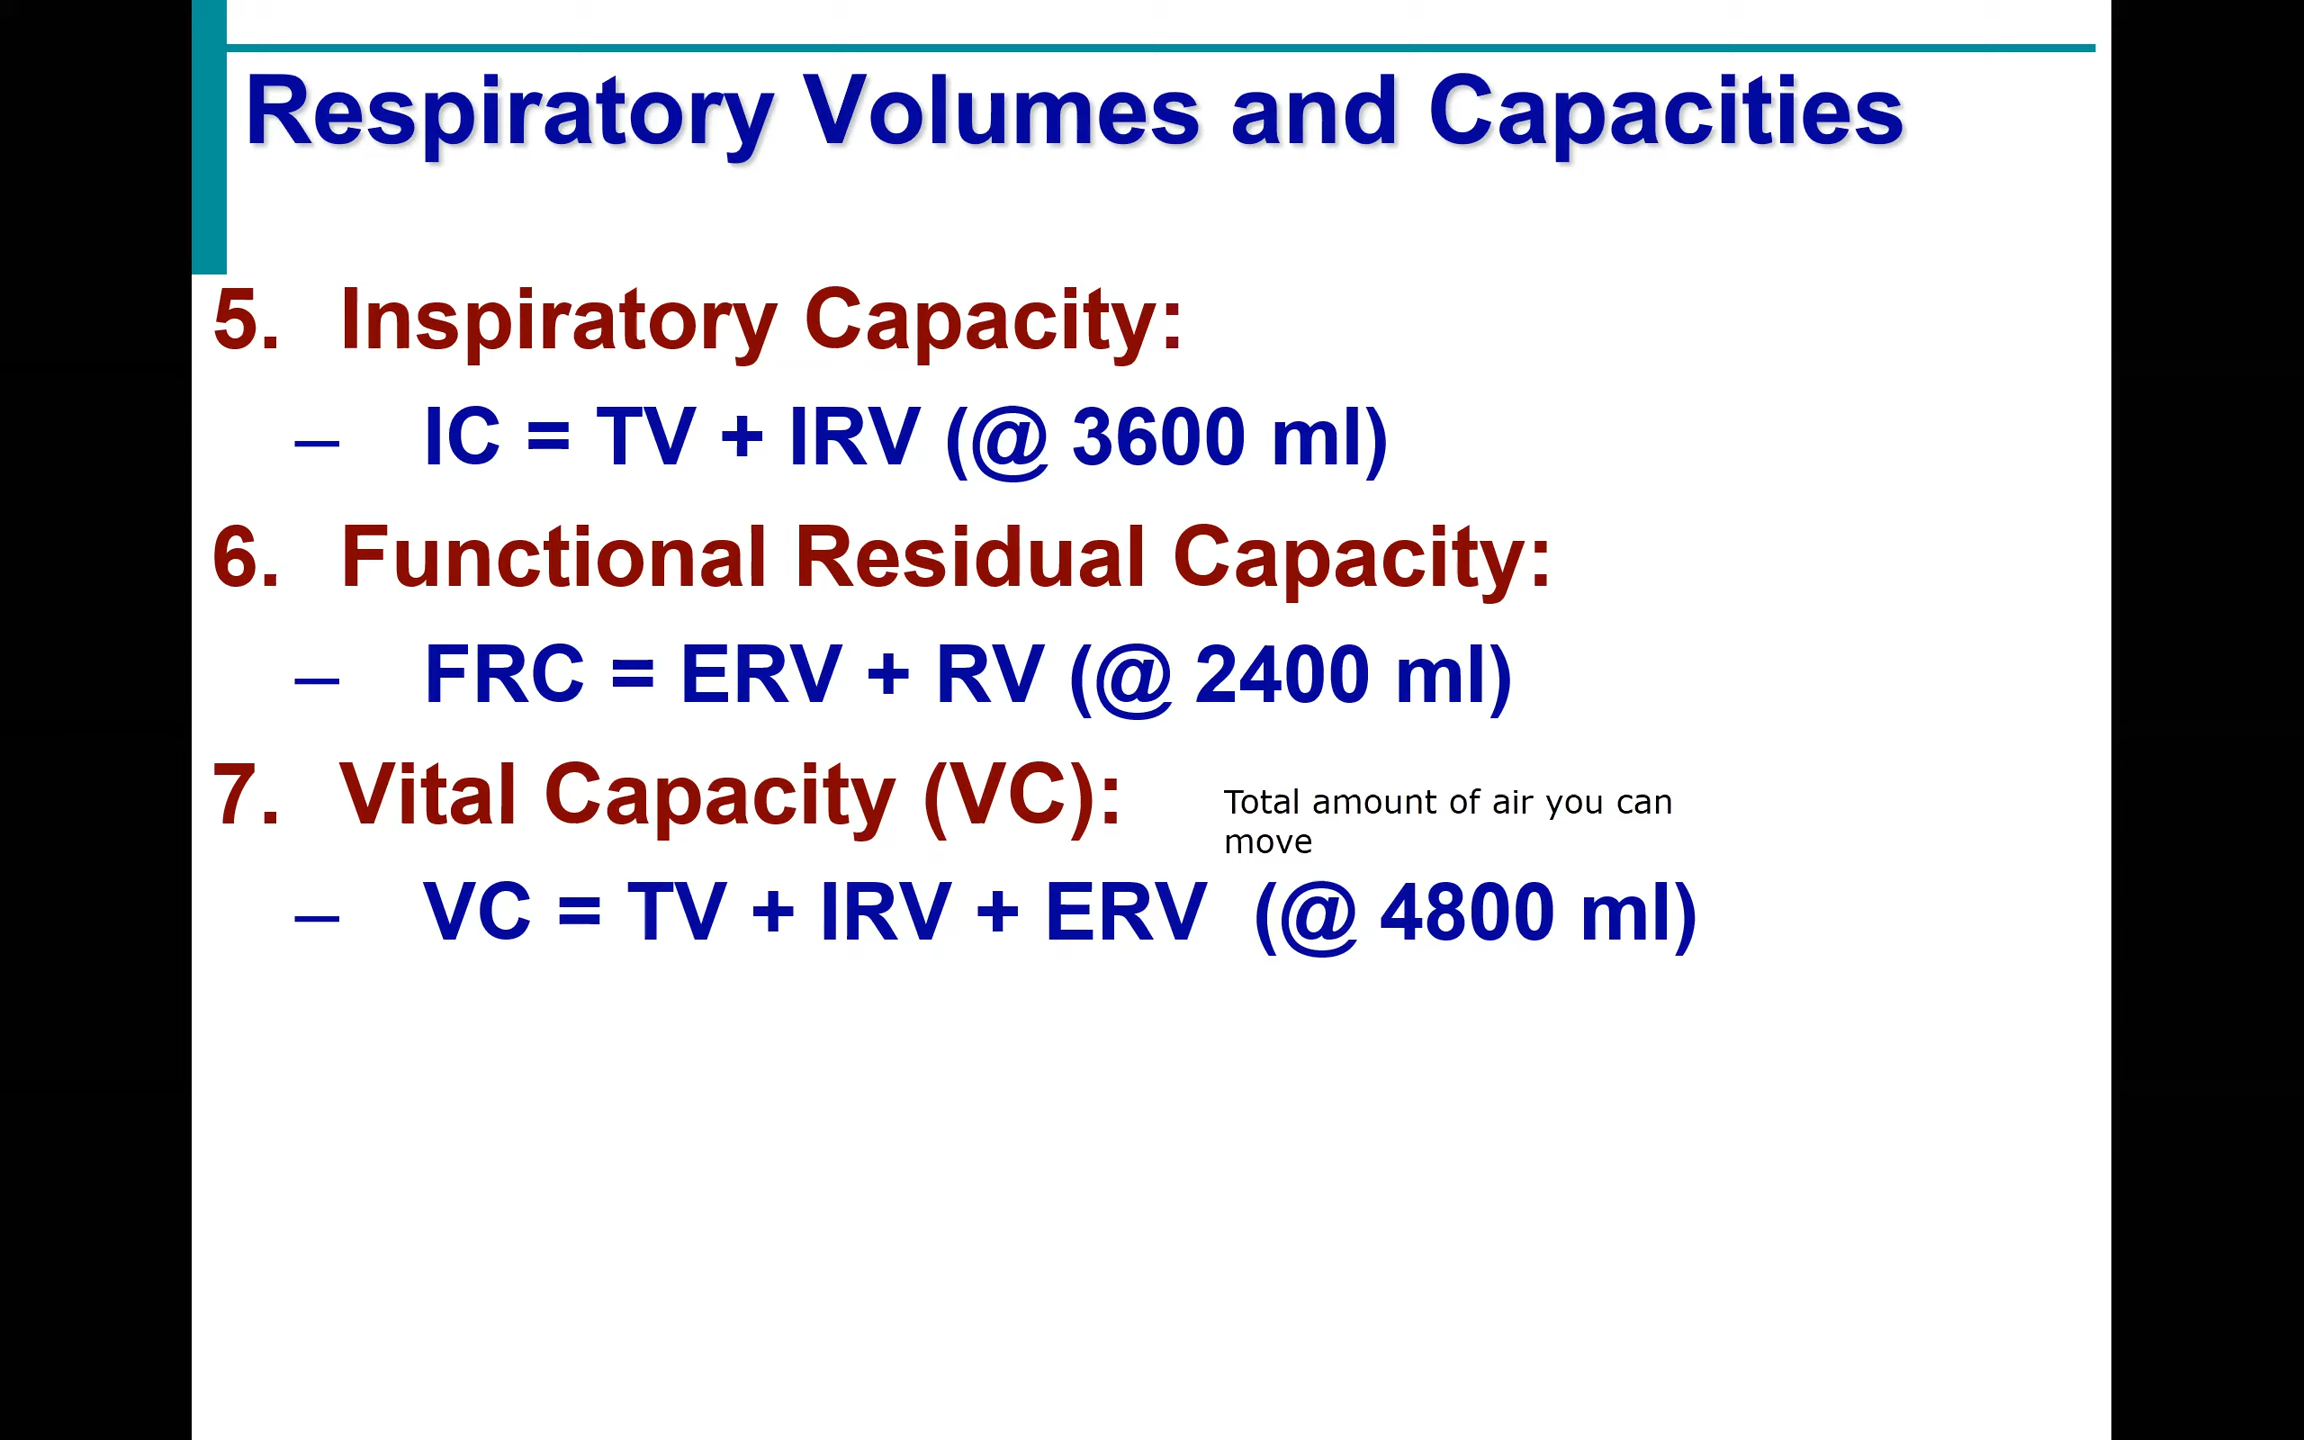 Respiratory Volumes and Capacities
5. Inspiratory Capacity:
– IC = TV + IRV (@ 3600 ml)
6. Functional Residual Capacity:
– FRC = ERV + RV (@ 2400 ml)
7. Vital Capacity (VC):
Total amount of air you can
move
– VC = TV + IRV + ERV (@ 4800 ml)